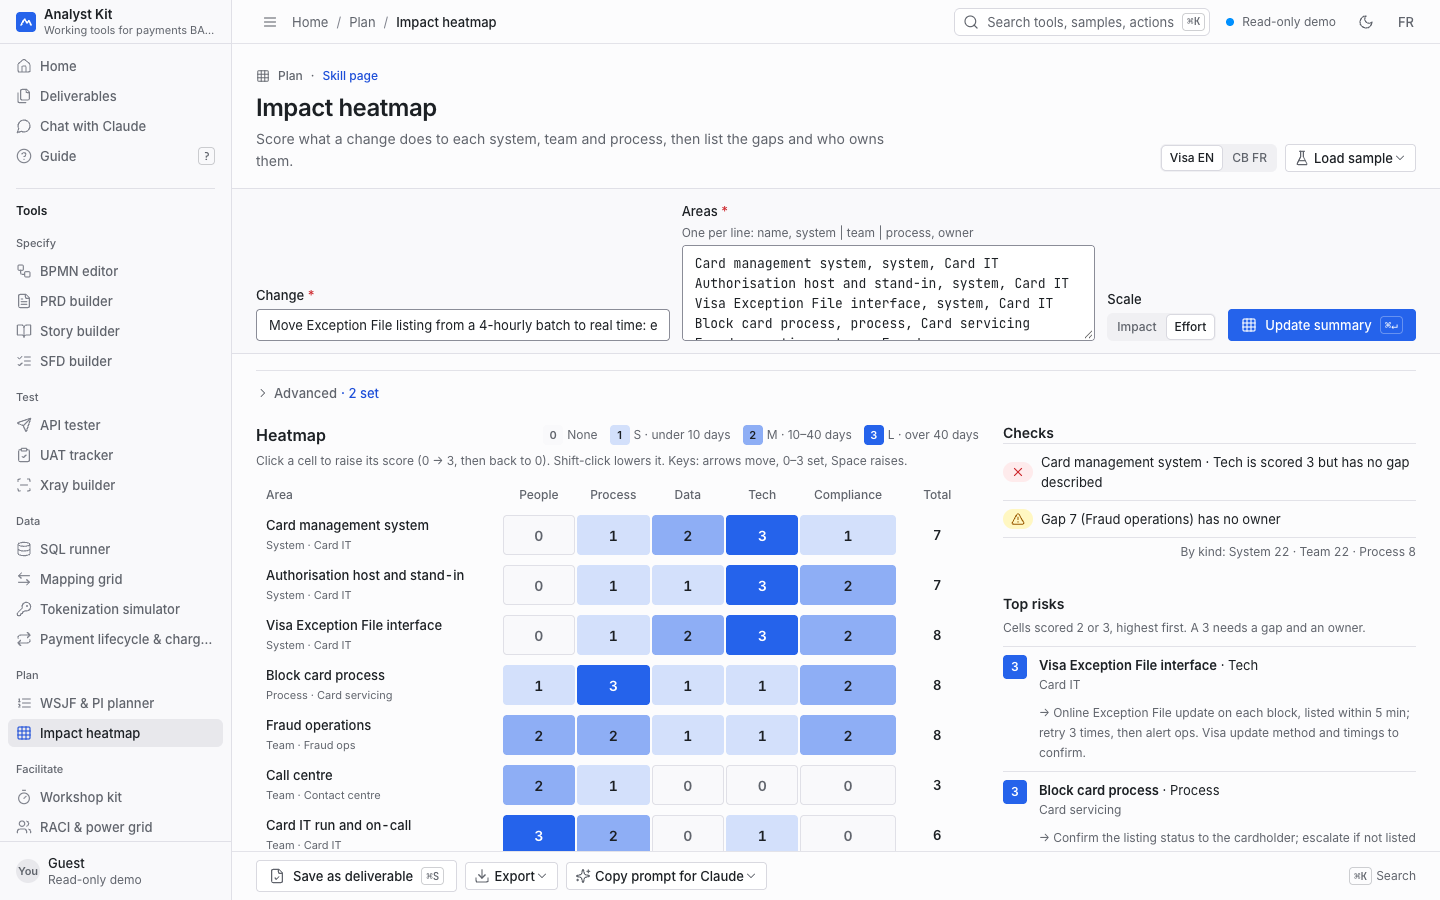 Analyst Kit
Working tools for payments BA...
Home
Deliverables
Chat with Claude
Guide
?
Tools
Specify
BPMN editor
PRD builder
Story builder
SFD builder
Test
API tester
UAT tracker
Xray builder
Data
SQL runner
Mapping grid
Tokenization simulator
Payment lifecycle & charg...
Plan
WSJF & PI planner
Impact heatmap
Facilitate
Workshop kit
RACI & power grid
You
Guest
Read-only demo
Home / Plan / Impact heatmap
Search tools, samples, actions ⌘K
Read-only demo
FR
Plan · Skill page
Impact heatmap
Score what a change does to each system, team and process, then list the gaps and who owns
them.
Visa EN CB FR
Load sample
Change *
Move Exception File listing from a 4-hourly batch to real time: e
Areas *
One per line: name, system | team | process, owner
Card management system, system, Card IT
Authorisation host and stand-in, system, Card IT
Visa Exception File interface, system, Card IT
Block card process, process, Card servicing
Scale
Impact Effort
Update summary ⌘↵
Advanced · 2 set
Heatmap
0 None 1 S · under 10 days 2 M · 10–40 days 3 L · over 40 days
Click a cell to raise its score (0 → 3, then back to 0). Shift-click lowers it. Keys: arrows move, 0–3 set, Space raises.
Area People Process Data Tech Compliance Total
Card management system
System · Card IT
0 1 2 3 1 7
Authorisation host and stand-in
System · Card IT
0 1 1 3 2 7
Visa Exception File interface
System · Card IT
0 1 2 3 2 8
Block card process
Process · Card servicing
1 3 1 1 2 8
Fraud operations
Team · Fraud ops
2 2 1 1 2 8
Call centre
Team · Contact centre
2 1 0 0 0 3
Card IT run and on-call
Team · Card IT
3 2 0 1 0 6
Checks
Card management system · Tech is scored 3 but has no gap
described
Gap 7 (Fraud operations) has no owner
By kind: System 22 · Team 22 · Process 8
Top risks
Cells scored 2 or 3, highest first. A 3 needs a gap and an owner.
3 Visa Exception File interface · Tech
Card IT
→ Online Exception File update on each block, listed within 5 min;
retry 3 times, then alert ops. Visa update method and timings to
confirm.
3 Block card process · Process
Card servicing
→ Confirm the listing status to the cardholder; escalate if not listed
Save as deliverable ⌘S
Export
Copy prompt for Claude
⌘K Search